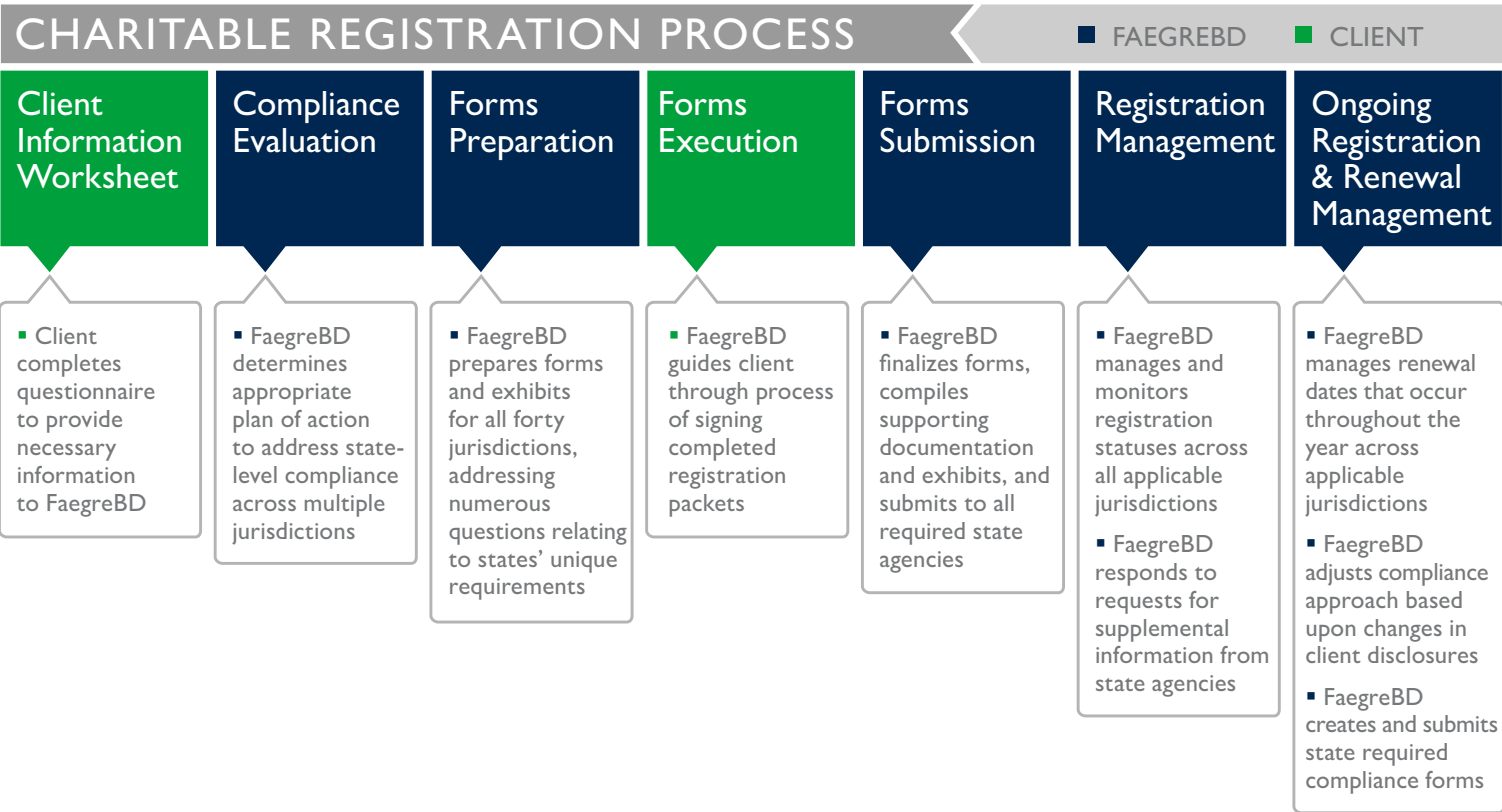 CHARITABLE REGISTRATION PROCESS
■ FAEGREBD ■ CLIENT
Client
Information
Worksheet
Compliance
Evaluation
Forms
Preparation
Forms
Execution
Forms
Submission
Registration
Management
Ongoing
Registration
& Renewal
Management
▪ Client
completes
questionnaire
to provide
necessary
information
to FaegreBD
▪ FaegreBD
determines
appropriate
plan of action
to address state-
level compliance
across multiple
jurisdictions
▪ FaegreBD
prepares forms
and exhibits
for all forty
jurisdictions,
addressing
numerous
questions relating
to states’ unique
requirements
▪ FaegreBD
guides client
through process
of signing
completed
registration
packets
▪ FaegreBD
finalizes forms,
compiles
supporting
documentation
and exhibits, and
submits to all
required state
agencies
▪ FaegreBD
manages and
monitors
registration
statuses across
all applicable
jurisdictions
▪ FaegreBD
responds to
requests for
supplemental
information from
state agencies
▪ FaegreBD
manages renewal
dates that occur
throughout the
year across
applicable
jurisdictions
▪ FaegreBD
adjusts compliance
approach based
upon changes in
client disclosures
▪ FaegreBD
creates and submits
state required
compliance forms